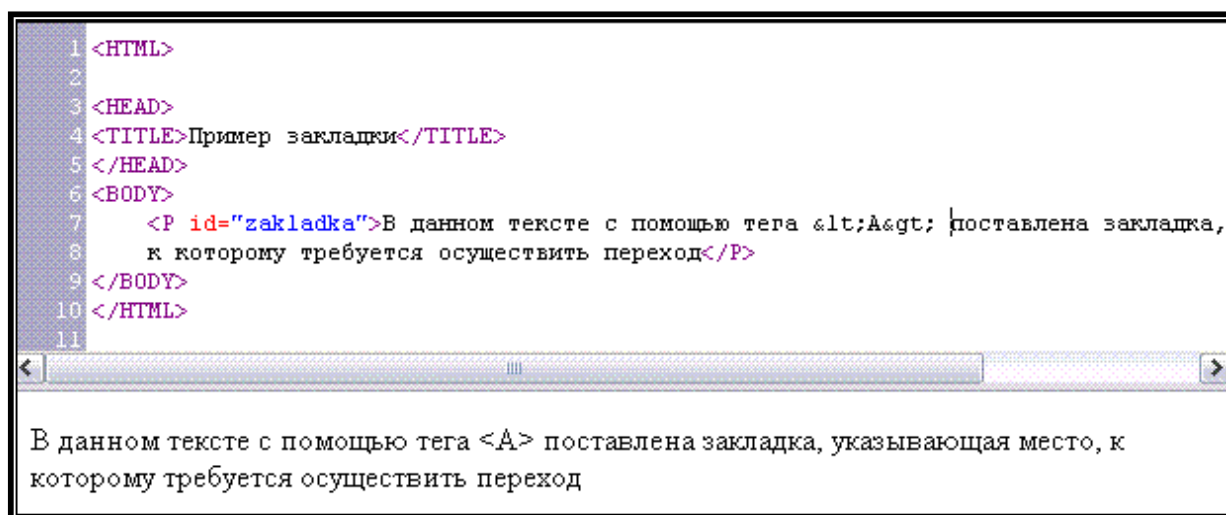 1 <HTML>
2
3 <HEAD>
4 <TITLE>Пример закладки</TITLE>
5 </HEAD>
6 <BODY>
7 <P id="zakladka">В данном тексте с помощью тега &lt;A&gt; поставлена закладка,
8 к которому требуется осуществить переход</P>
9 </BODY>
10 </HTML>
11
В данном тексте с помощью тега <A> поставлена закладка, указывающая место, к
которому требуется осуществить переход